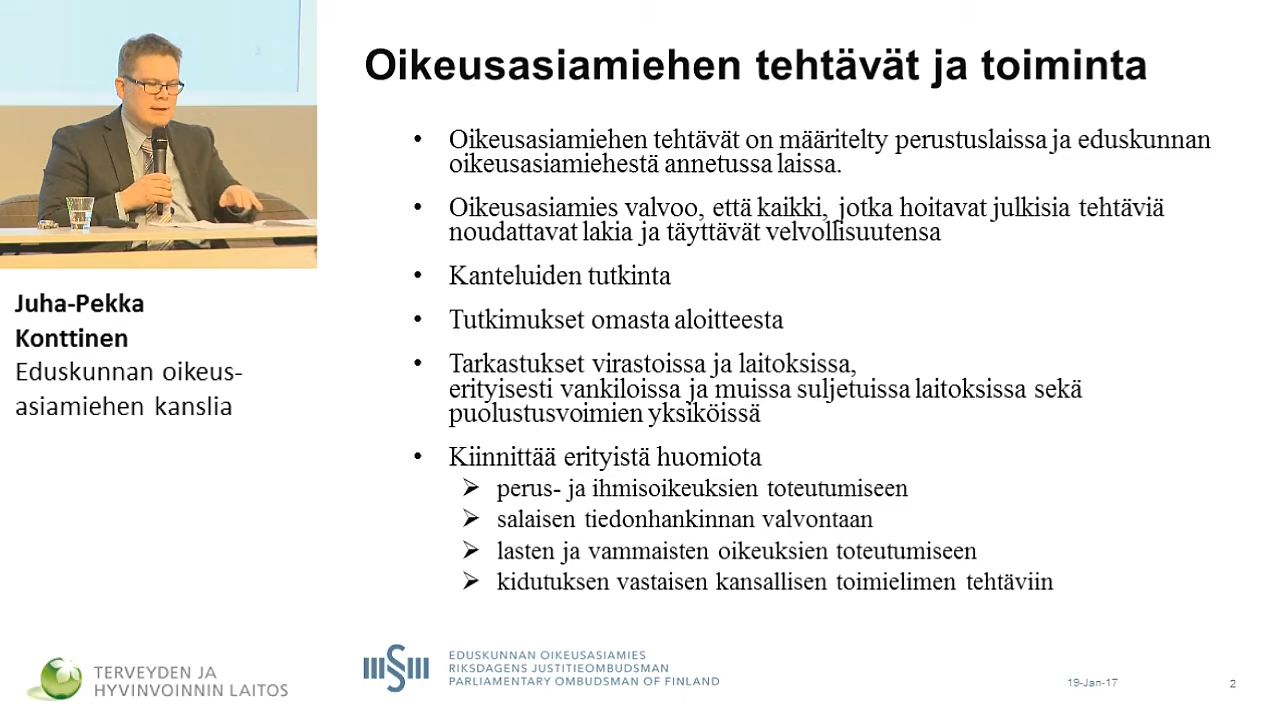 Oikeusasiamiehen tehtävät ja toiminta
• Oikeusasiamiehen tehtävät on määritelty perustuslaissa ja eduskunnan
oikeusasiamiehestä annetussa laissa.
• Oikeusasiamies valvoo, että kaikki, jotka hoitavat julkisia tehtäviä
noudattavat lakia ja täyttävät velvollisuutensa
• Kanteluiden tutkinta
• Tutkimukset omasta aloitteesta
• Tarkastukset virastoissa ja laitoksissa,
erityisesti vankiloissa ja muissa suljetuissa laitoksissa sekä
puolustusvoimien yksiköissä
• Kiinnittää erityistä huomiota
➢ perus- ja ihmisoikeuksien toteutumiseen
➢ salaisen tiedonhankinnan valvontaan
➢ lasten ja vammaisten oikeuksien toteutumiseen
➢ kidutuksen vastaisen kansallisen toimielimen tehtäviin
Juha-Pekka
Konttinen
Eduskunnan oikeus-
asiamiehen kanslia
TERVEYDEN JA
HYVINVOINNIN LAITOS
EDUSKUNNAN OIKEUSASIAMIES
RIKSDAGENS JUSTITIEOMBUDSMAN
PARLIAMENTARY OMBUDSMAN OF FINLAND
19-Jan-17
2